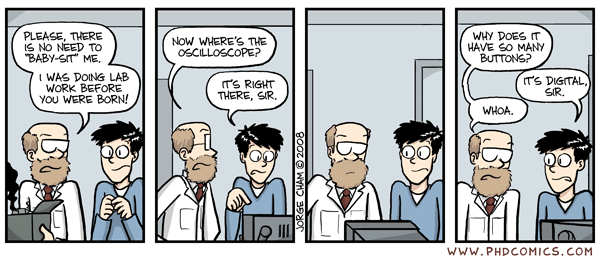 PLEASE, THERE
IS NO NEED TO
"BABY-SIT" ME.
I WAS DOING LAB
WORK BEFORE
YOU WERE BORN!
NOW WHERE'S THE
OSCILLOSCOPE?
IT'S RIGHT
THERE, SIR.
JORGE CHAM © 2008
WHY DOES IT
HAVE SO MANY
BUTTONS?
IT'S DIGITAL,
SIR.
WHOA.
WWW.PHDCOMICS.COM